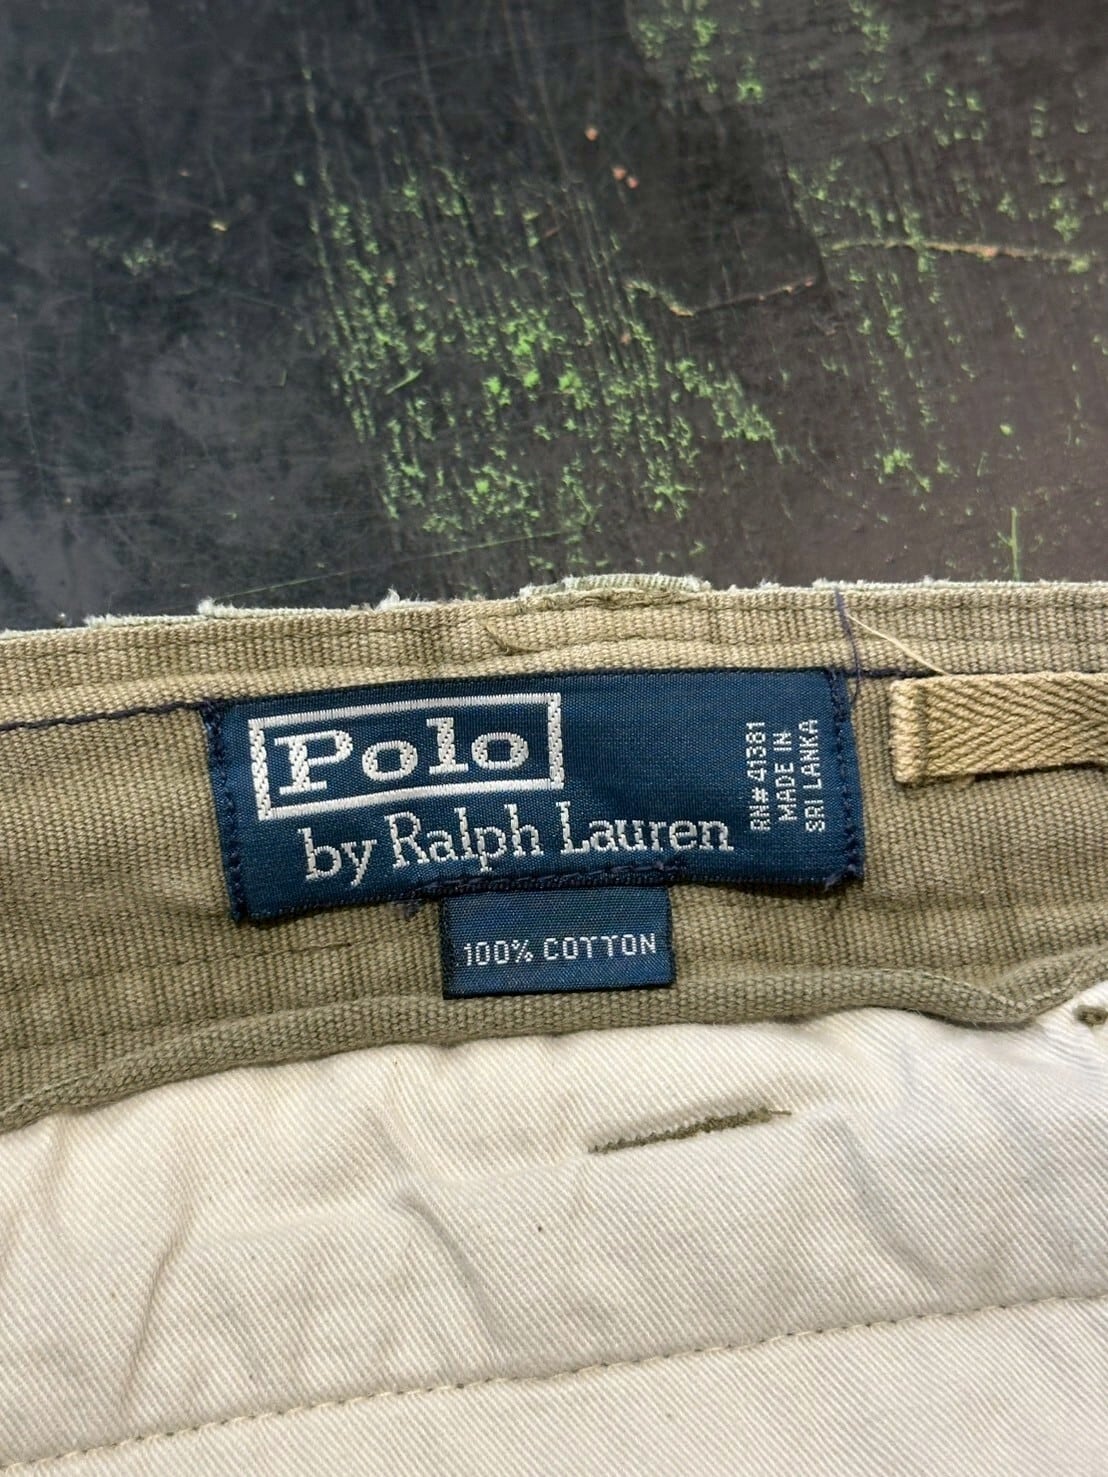 Polo
by Ralph Lauren
RN# 41381
MADE IN
SRI LANKA
100% COTTON